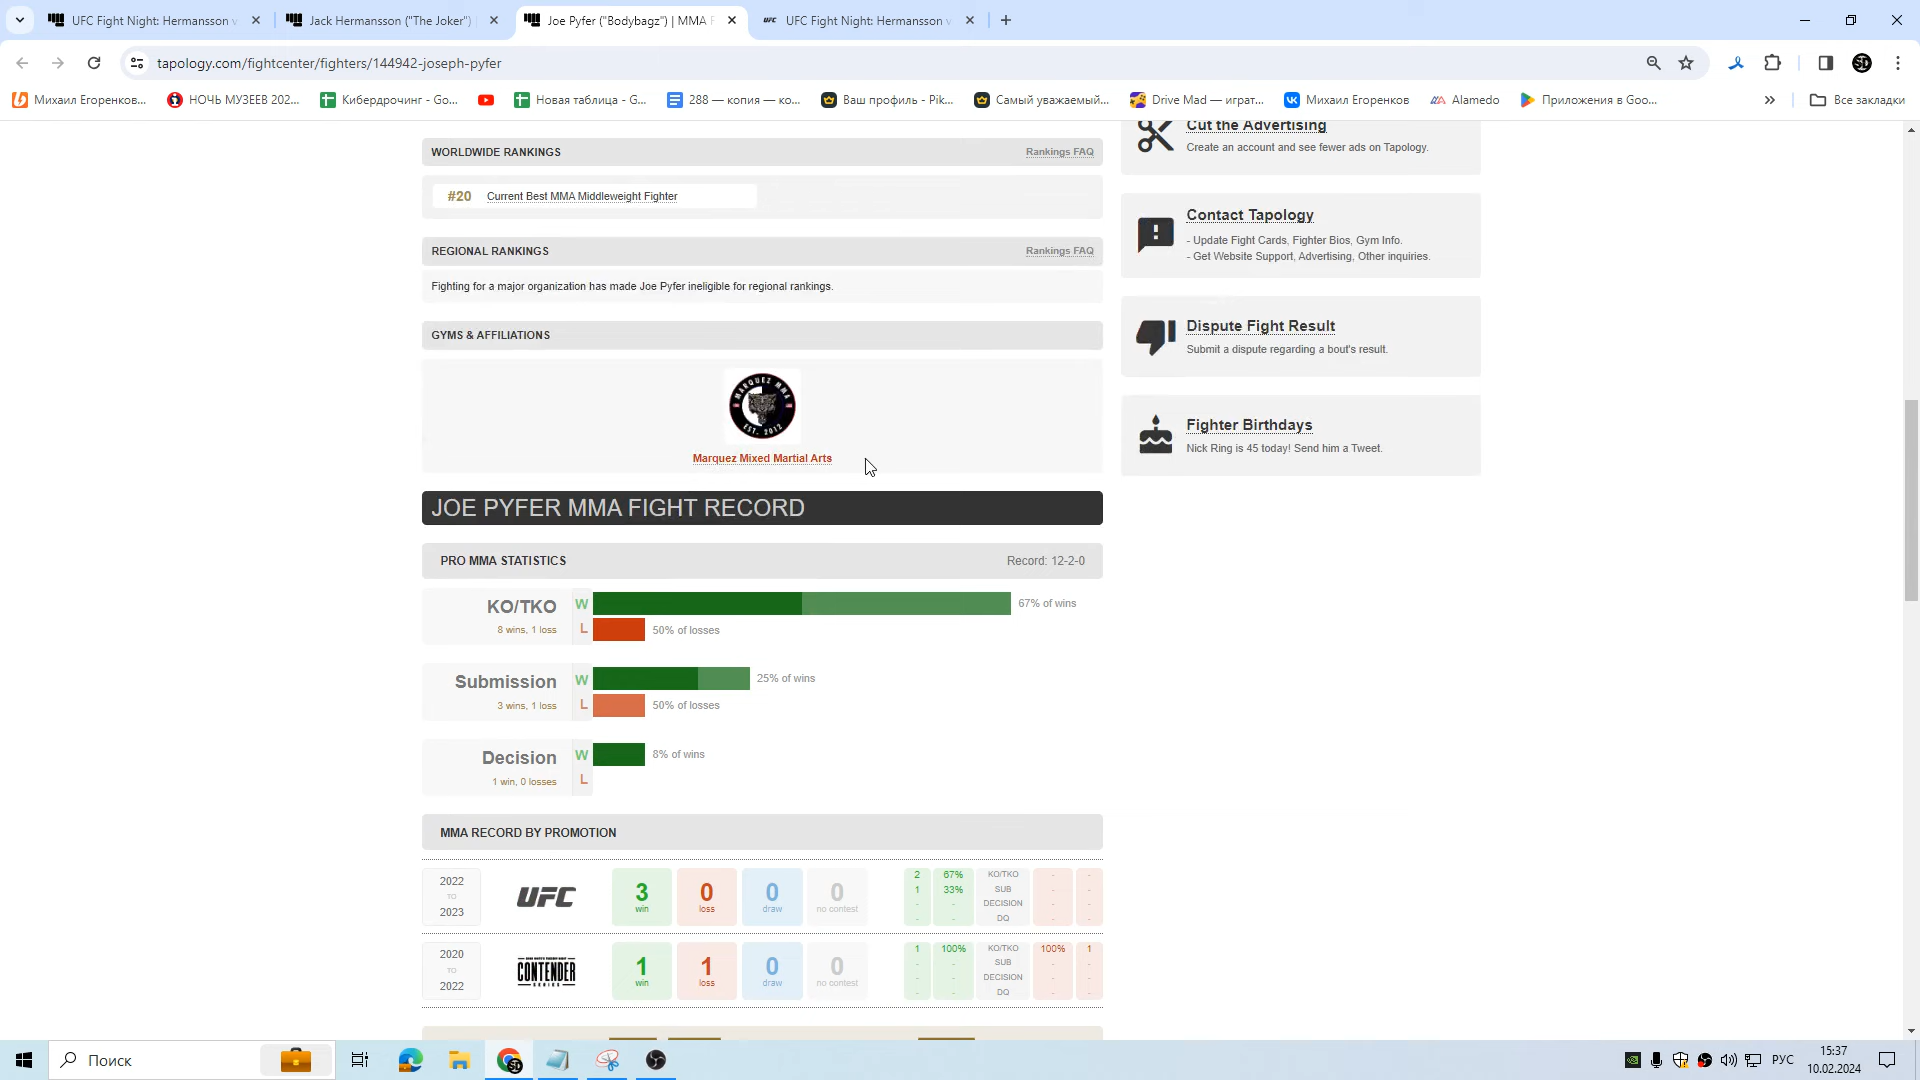 UFC Fight Night: Hermansson v
Jack Hermansson ("The Joker") |
Joe Pyfer ("Bodybagz") | MMA F
UFC Fight Night: Hermansson v
tapology.com/fightcenter/fighters/144942-joseph-pyfer
Михаил Егоренков...
НОЧЬ МУЗЕЕВ 202...
Кибердрочинг - Go...
Новая таблица - G...
288 — копия — ко...
Ваш профиль - Pik...
Самый уважаемый...
Drive Mad — играт...
Михаил Егоренков
Alamedo
Приложения в Goo...
Все закладки
WORLDWIDE RANKINGS
Rankings FAQ
#20 Current Best MMA Middleweight Fighter
REGIONAL RANKINGS
Rankings FAQ
Fighting for a major organization has made Joe Pyfer ineligible for regional rankings.
GYMS & AFFILIATIONS
MARQUEZ MMA
EST. 2012
Marquez Mixed Martial Arts
JOE PYFER MMA FIGHT RECORD
PRO MMA STATISTICS
Record: 12-2-0
KO/TKO
8 wins, 1 loss
W 67% of wins
L 50% of losses
Submission
3 wins, 1 loss
W 25% of wins
L 50% of losses
Decision
1 win, 0 losses
W 8% of wins
L
MMA RECORD BY PROMOTION
2022
TO
2023
UFC
3 win
0 loss
0 draw
0 no contest
2 67% KO/TKO - -
1 33% SUB - -
- - DECISION - -
- - DQ - -
2020
TO
2022
CONTENDER
SERIES
1 win
1 loss
0 draw
0 no contest
1 100% KO/TKO 100% 1
- - SUB - -
- - DECISION - -
- - DQ - -
Cut the Advertising
Create an account and see fewer ads on Tapology.
Contact Tapology
- Update Fight Cards, Fighter Bios, Gym Info.
- Get Website Support, Advertising, Other inquiries.
Dispute Fight Result
Submit a dispute regarding a bout's result.
Fighter Birthdays
Nick Ring is 45 today! Send him a Tweet.
Поиск
РУС
15:37
10.02.2024